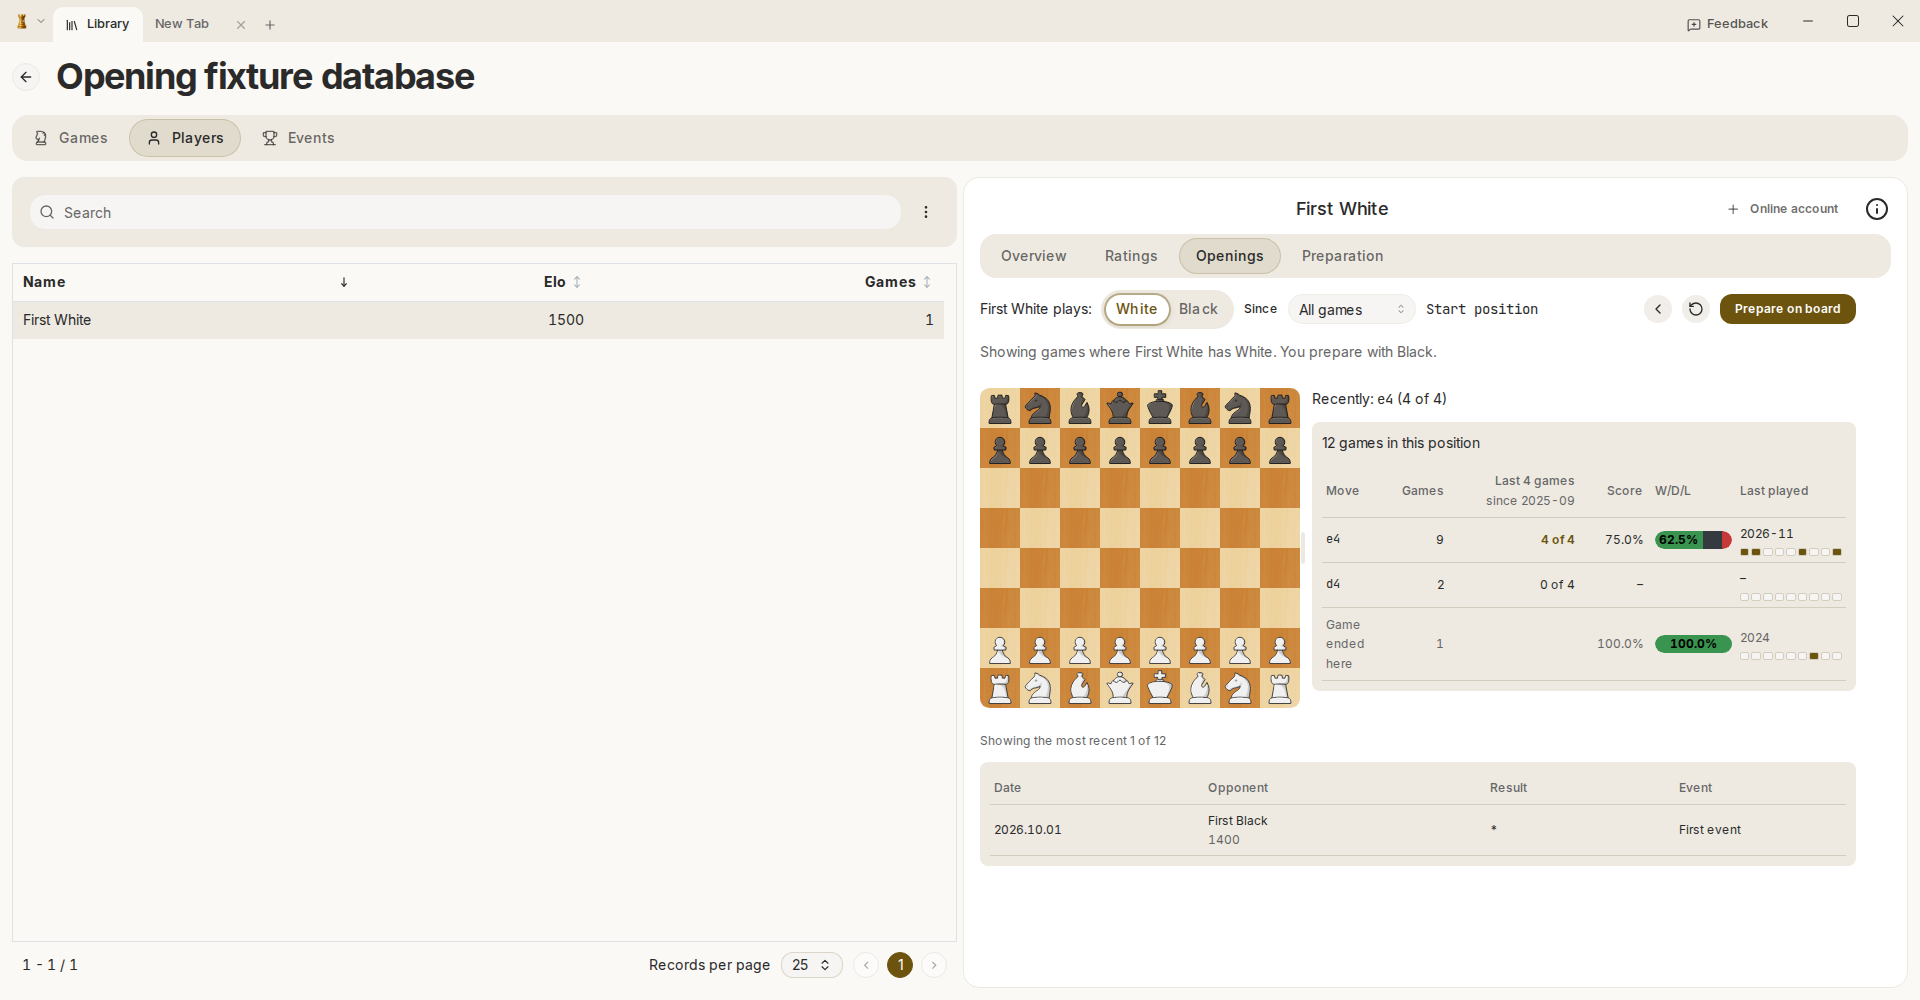 Library
New Tab
Feedback
Opening fixture database
Games
Players
Events
Search
Name
Elo
Games
First White
1500
1
1 - 1 / 1
Records per page
25
1
First White
Online account
Overview
Ratings
Openings
Preparation
First White plays:
White
Black
Since
All games
Start position
Prepare on board
Showing games where First White has White. You prepare with Black.
Recently: e4 (4 of 4)
12 games in this position
Move
Games
Last 4 games
since 2025-09
Score
W/D/L
Last played
e4
9
4 of 4
75.0%
62.5%
2026-11
d4
2
0 of 4
–
–
Game
ended
here
1
100.0%
100.0%
2024
Showing the most recent 1 of 12
Date
Opponent
Result
Event
2026.10.01
First Black
1400
*
First event